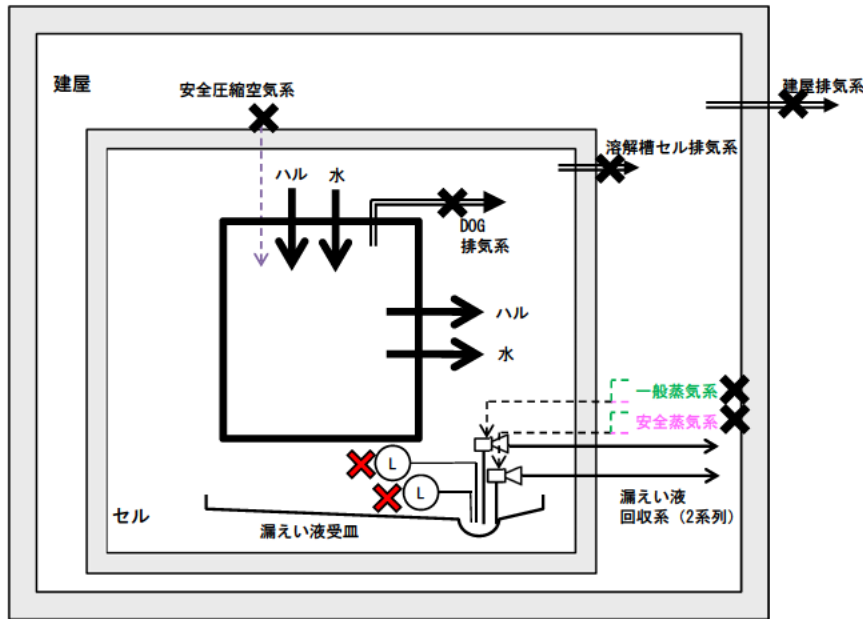 建屋
安全圧縮空気系
建屋排気系
溶解槽セル排気系
ハル
水
DOG
排気系
ハル
水
一般蒸気系
安全蒸気系
L
L
セル
漏えい液受皿
漏えい液
回収系（2系列）